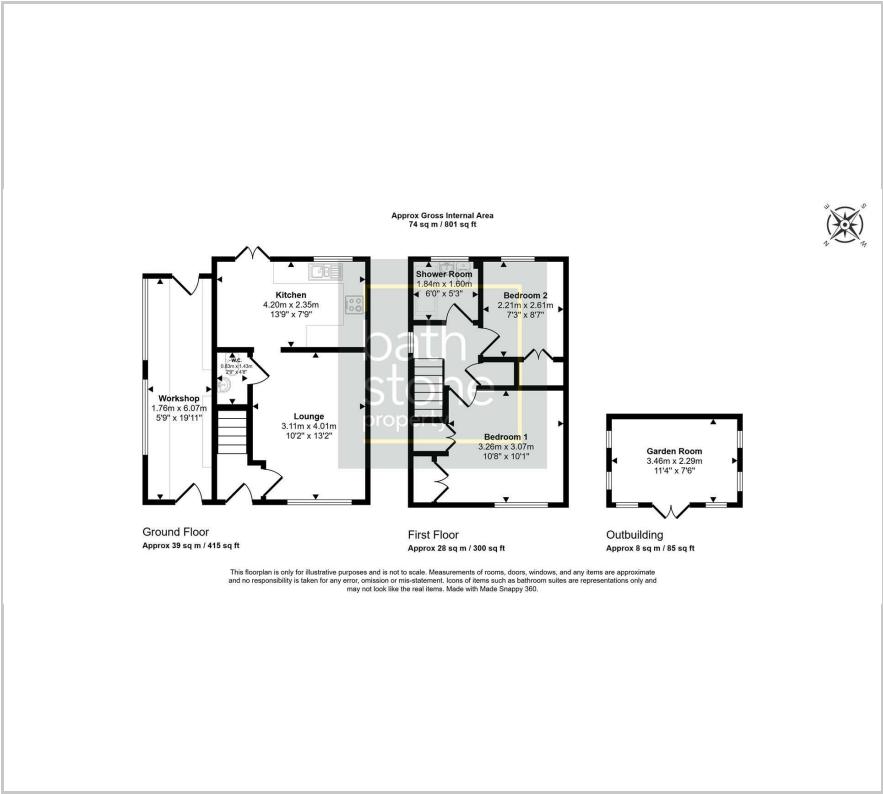 Approx Gross Internal Area
74 sq m / 801 sq ft
E
S
N
W
Kitchen
4.20m x 2.35m
13'9" x 7'9"
W.C.
0.83m x 1.43m
2'9" x 4'8"
Workshop
1.76m x 6.07m
5'9" x 19'11"
Lounge
3.11m x 4.01m
10'2" x 13'2"
Ground Floor
Approx 39 sq m / 415 sq ft
Shower Room
1.84m x 1.60m
6'0" x 5'3"
Bedroom 2
2.21m x 2.61m
7'3" x 8'7"
bath
stone
property
Bedroom 1
3.26m x 3.07m
10'8" x 10'1"
First Floor
Approx 28 sq m / 300 sq ft
Garden Room
3.46m x 2.29m
11'4" x 7'6"
Outbuilding
Approx 8 sq m / 85 sq ft
This floorplan is only for illustrative purposes and is not to scale. Measurements of rooms, doors, windows, and any items are approximate
and no responsibility is taken for any error, omission or mis-statement. Icons of items such as bathroom suites are representations only and
may not look like the real items. Made with Made Snappy 360.